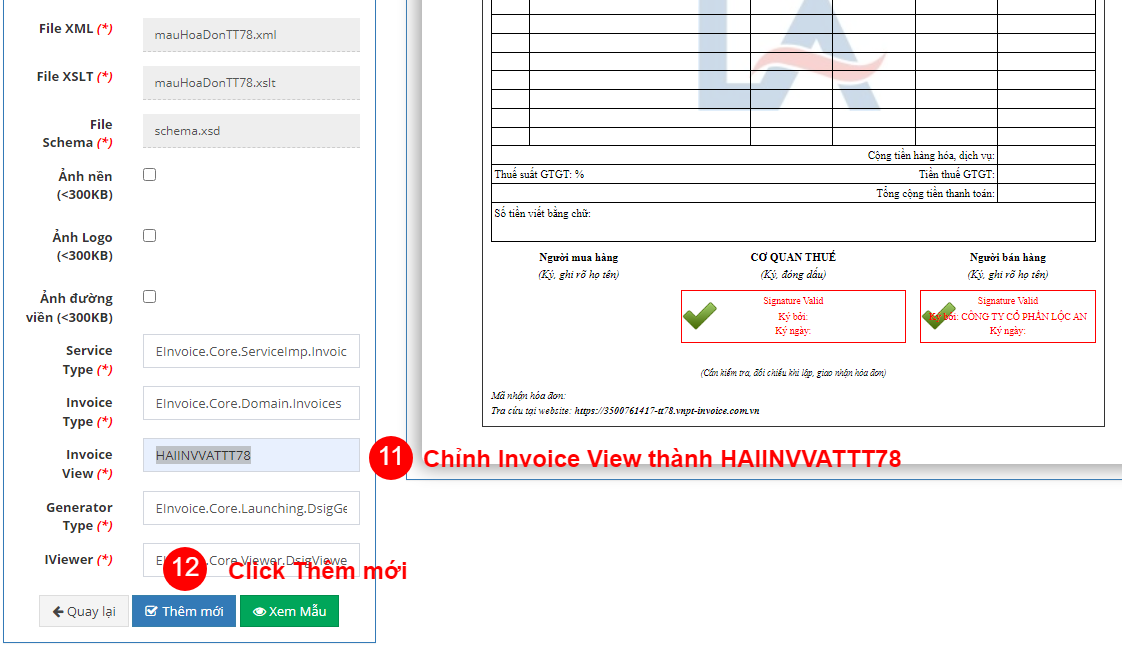 File XML (*)
mauHoaDonTT78.xml
File XSLT (*)
mauHoaDonTT78.xslt
File
Schema (*)
schema.xsd
Ảnh nền
(<300KB)
Ảnh Logo
(<300KB)
Ảnh đường
viền (<300KB)
Service
Type (*)
EInvoice.Core.ServiceImp.Invoic
Invoice
Type (*)
EInvoice.Core.Domain.Invoices
Invoice
View (*)
HAIINVVATTT78
Generator
Type (*)
EInvoice.Core.Launching.DsigGe
IViewer (*)
Core.Viewer.DsigViewe
12 Click Thêm mới
Quay lại
Thêm mới
Xem Mẫu
LA
Cộng tiền hàng hóa, dịch vụ:
Thuế suất GTGT: % Tiền thuế GTGT:
Tổng cộng tiền thanh toán:
Số tiền viết bằng chữ:
Người mua hàng
(Ký, ghi rõ họ tên)
CƠ QUAN THUẾ
(Ký, đóng dấu)
Signature Valid
Ký bởi:
Ký ngày:
Người bán hàng
(Ký, ghi rõ họ tên)
Signature Valid
Ký bởi: CÔNG TY CỔ PHẦN LỘC AN
Ký ngày:
(Cần kiểm tra, đối chiếu khi lập, giao nhận hóa đơn)
Mã nhận hóa đơn:
Tra cứu tại website: https://3500761417-tt78.vnpt-invoice.com.vn
11 Chỉnh Invoice View thành HAIINVVATTT78